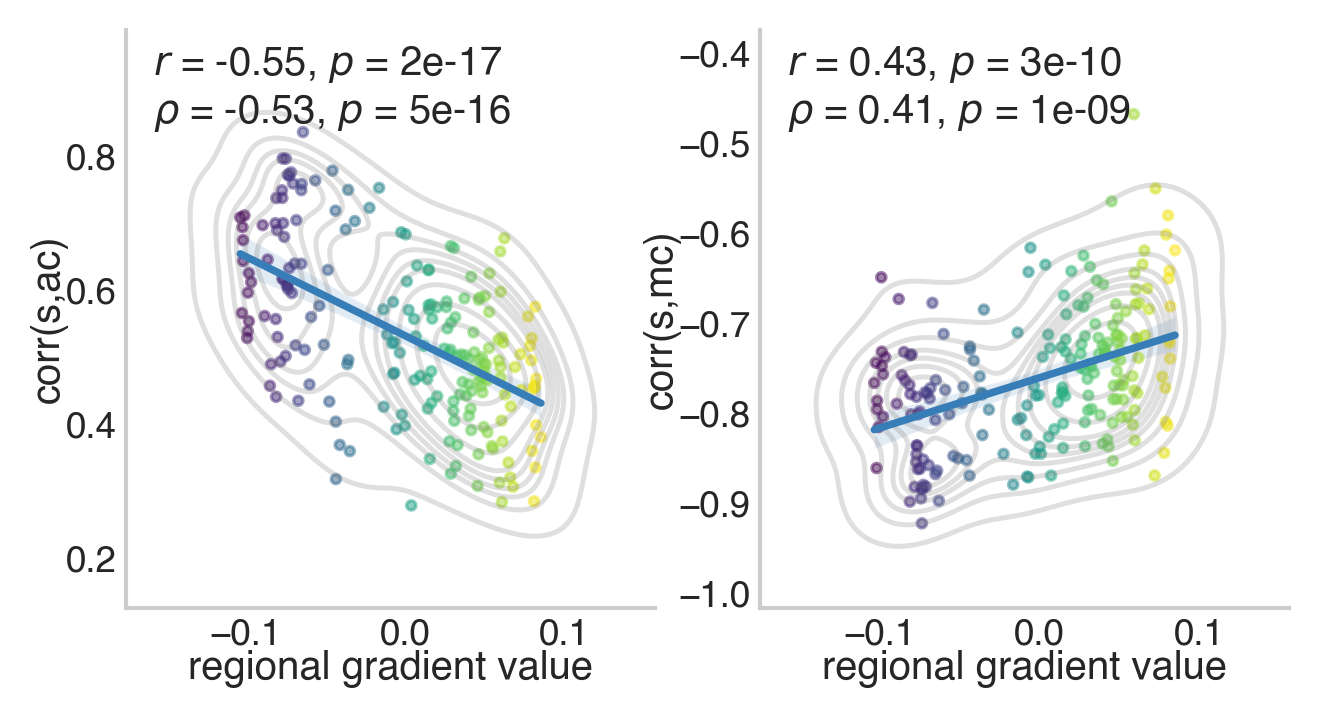 r = -0.55, p = 2e-17
ρ = -0.53, p = 5e-16
corr(s,ac)
0.8
0.6
0.4
0.2
−0.1 0.0 0.1
regional gradient value
r = 0.43, p = 3e-10
ρ = 0.41, p = 1e-09
corr(s,mc)
−0.4
−0.5
−0.6
−0.7
−0.8
−0.9
−1.0
−0.1 0.0 0.1
regional gradient value